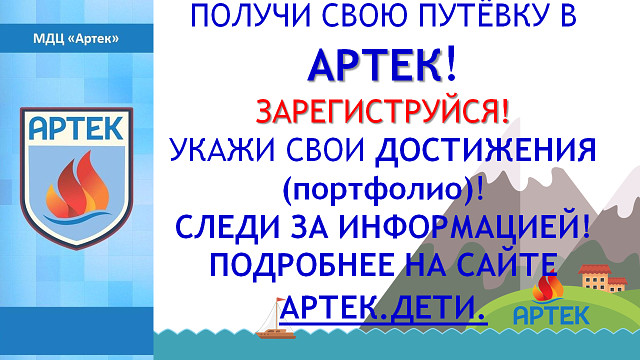 МДЦ «Артек»
АРТЕК
ПОЛУЧИ СВОЮ ПУТЁВКУ В
АРТЕК!
ЗАРЕГИСТРУЙСЯ!
УКАЖИ СВОИ ДОСТИЖЕНИЯ
(портфолио)!
СЛЕДИ ЗА ИНФОРМАЦИЕЙ!
ПОДРОБНЕЕ НА САЙТЕ
АРТЕК.ДЕТИ.
АРТЕК